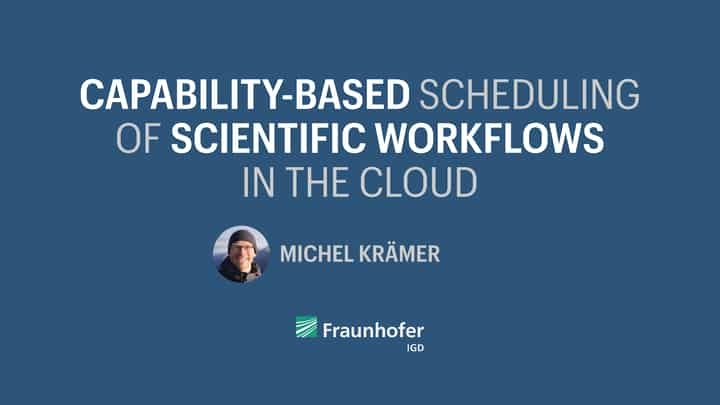 CAPABILITY-BASED SCHEDULING
OF SCIENTIFIC WORKFLOWS
IN THE CLOUD
MICHEL KRÄMER
Fraunhofer
IGD